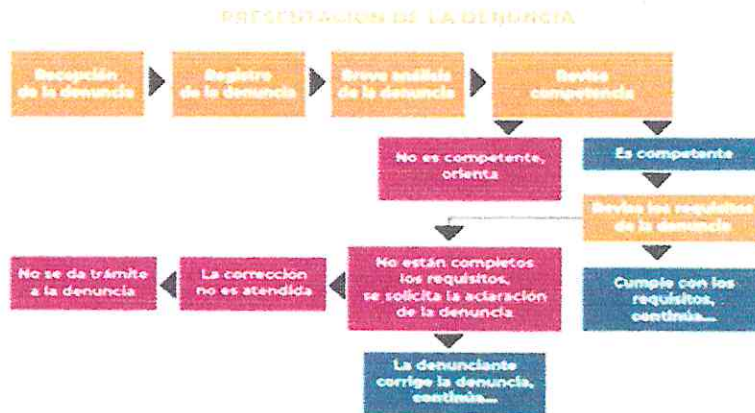 PRESENTACIÓN DE LA DENUNCIA
Recepción
de la denuncia
Registro
de la denuncia
Breve análisis
de la denuncia
Revisa
competencia
No es competente,
orienta
Es competente
Revisa los requisitos
de la denuncia
No se da trámite
a la denuncia
La corrección
no es atendida
No están completos
los requisitos,
se solicita la aclaración
de la denuncia
Cumple con los
requisitos,
continúa...
La denunciante
corrige la denuncia,
continúa...